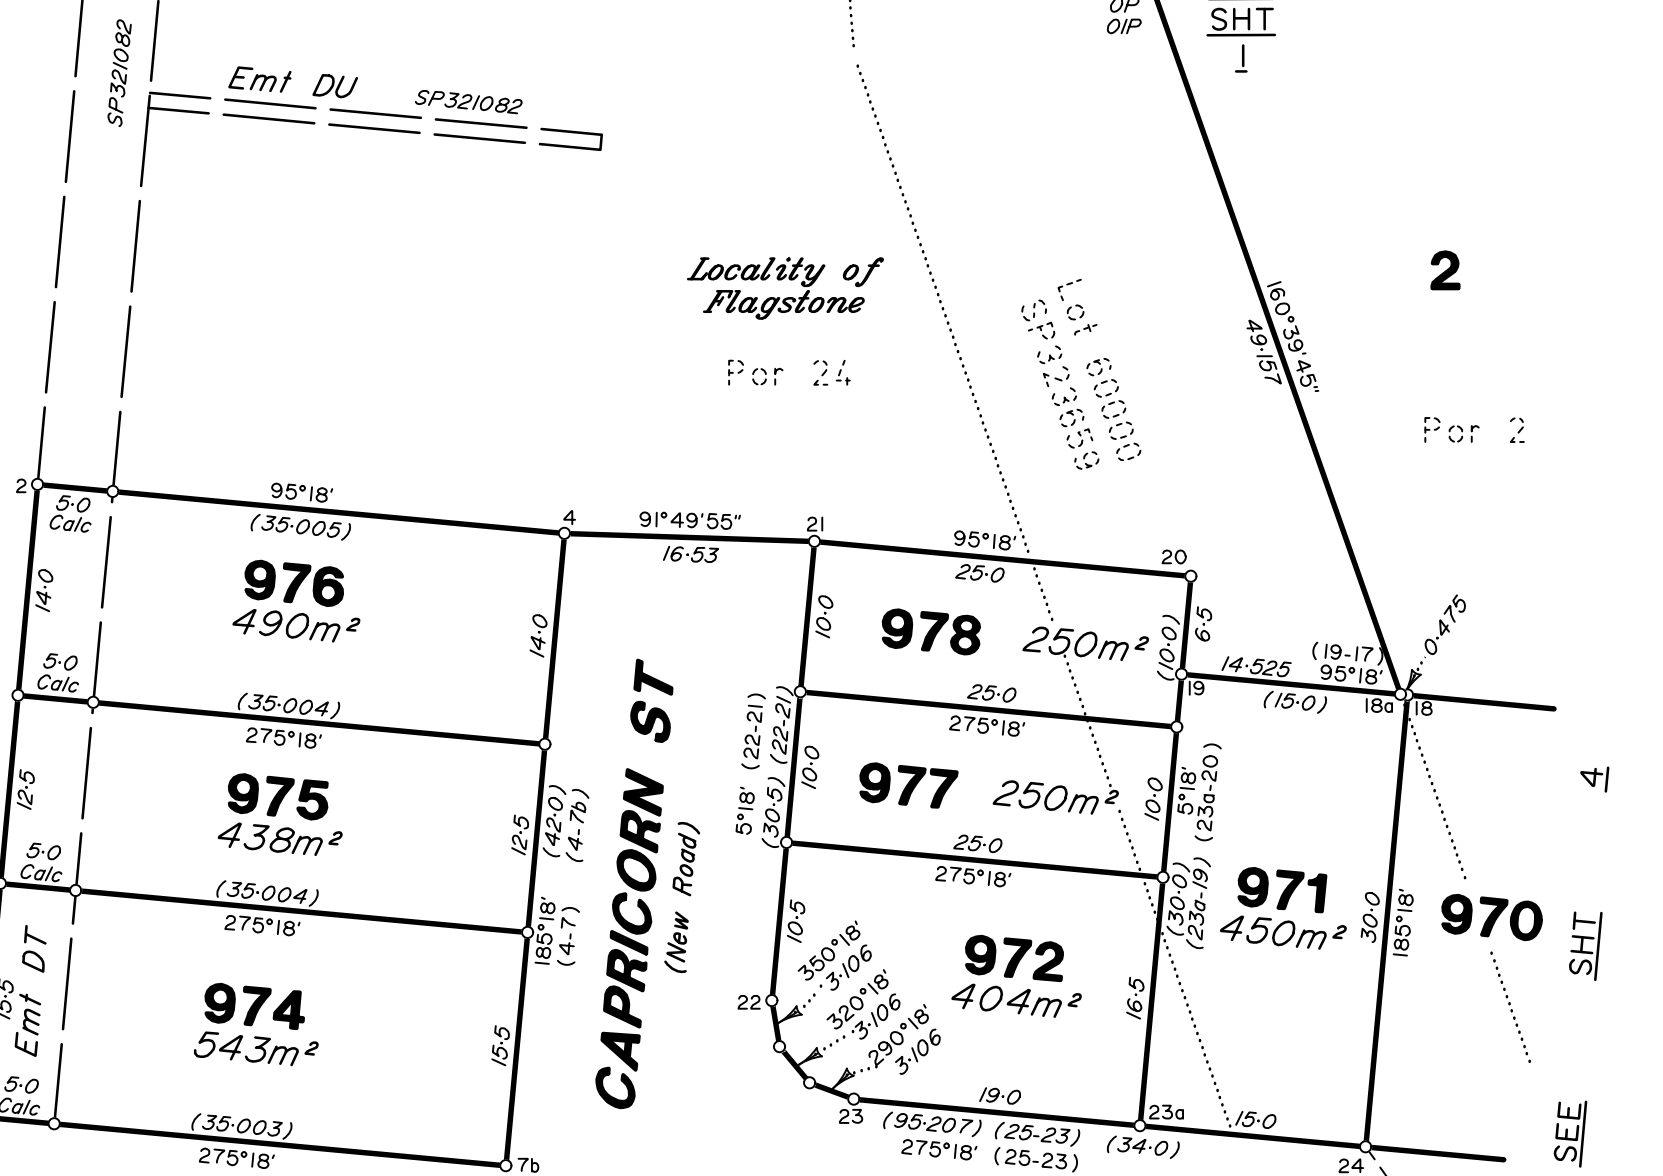 OP
OIP
SHT
1
SP321082
Emt DU
SP321082
Locality of
Flagstone
Por 24
Lot 60000
SP323659
160°39'45"
49·157
2
Por 2
2
5·0
Calc
95°18'
(35·005)
4
91°49'55"
16·53
21
95°18'
25·0
20
976
490m²
14·0
14·0
10·0
978
250m²
(10·0)
6·5
0·475
(19-17)
14·525
95°18'
19
(15·0)
18a
18
5·0
Calc
(35·004)
275°18'
25·0
275°18'
5°18' (22-21)
(30·5) (22-21)
975
438m²
12·5
12·5
(42·0)
(4-7b)
CAPRICORN ST
(New Road)
10·0
977
250m²
10·0
5°18'
(23a-20)
4
5·0
Calc
(35·004)
275°18'
185°18'
(4-7)
25·0
275°18'
(30·0)
(23a-19)
971
450m²
30·0
185°18'
970
SHT
SEE
Emt DT
15·5
974
543m²
15·5
10·5
972
404m²
16·5
22
350°18'
3·106
320°18'
3·106
290°18'
3·106
5·0
Calc
(35·003)
275°18'
7b
23
19·0
(95·207) (25-23)
275°18' (25-23)
23a
(34·0)
15·0
24